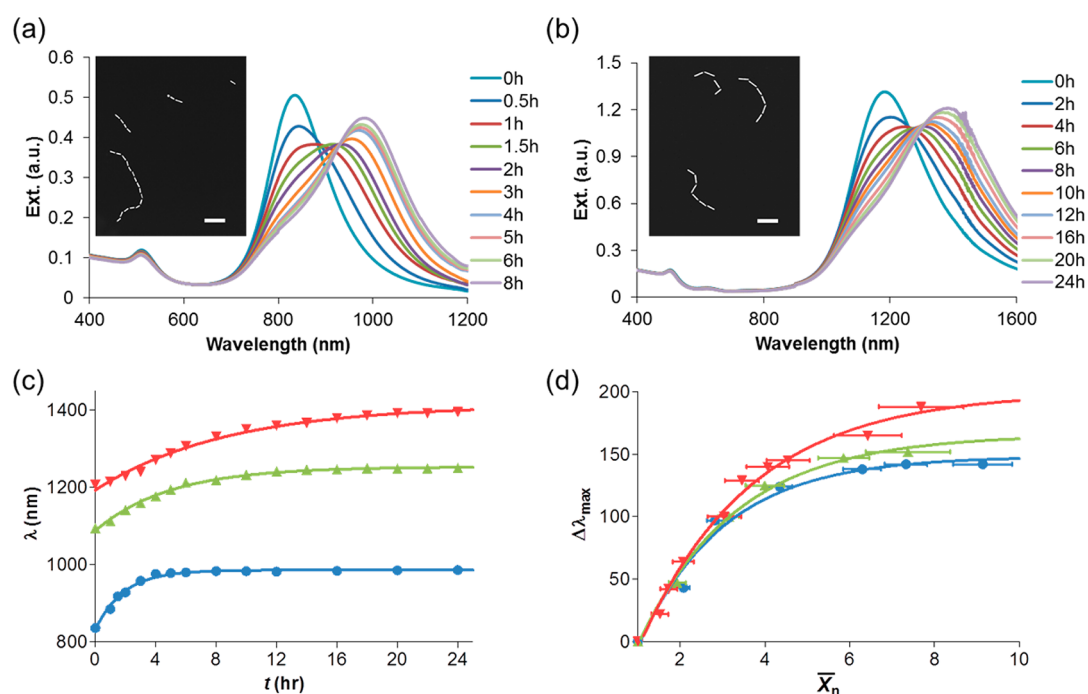 (a)
0.6
0.5
0.4
0.3
0.2
0.1
0
Ext. (a.u.)
400 600 800 1000 1200
Wavelength (nm)
0h
0.5h
1h
1.5h
2h
3h
4h
5h
6h
8h
(b)
1.5
1.2
0.9
0.6
0.3
0
Ext. (a.u.)
400 800 1200 1600
Wavelength (nm)
0h
2h
4h
6h
8h
10h
12h
16h
20h
24h
(c)
1400
1200
1000
800
λ (nm)
0 4 8 12 16 20 24
t (hr)
(d)
200
150
100
50
0
Δλmax
2 4 6 8 10
X̅n